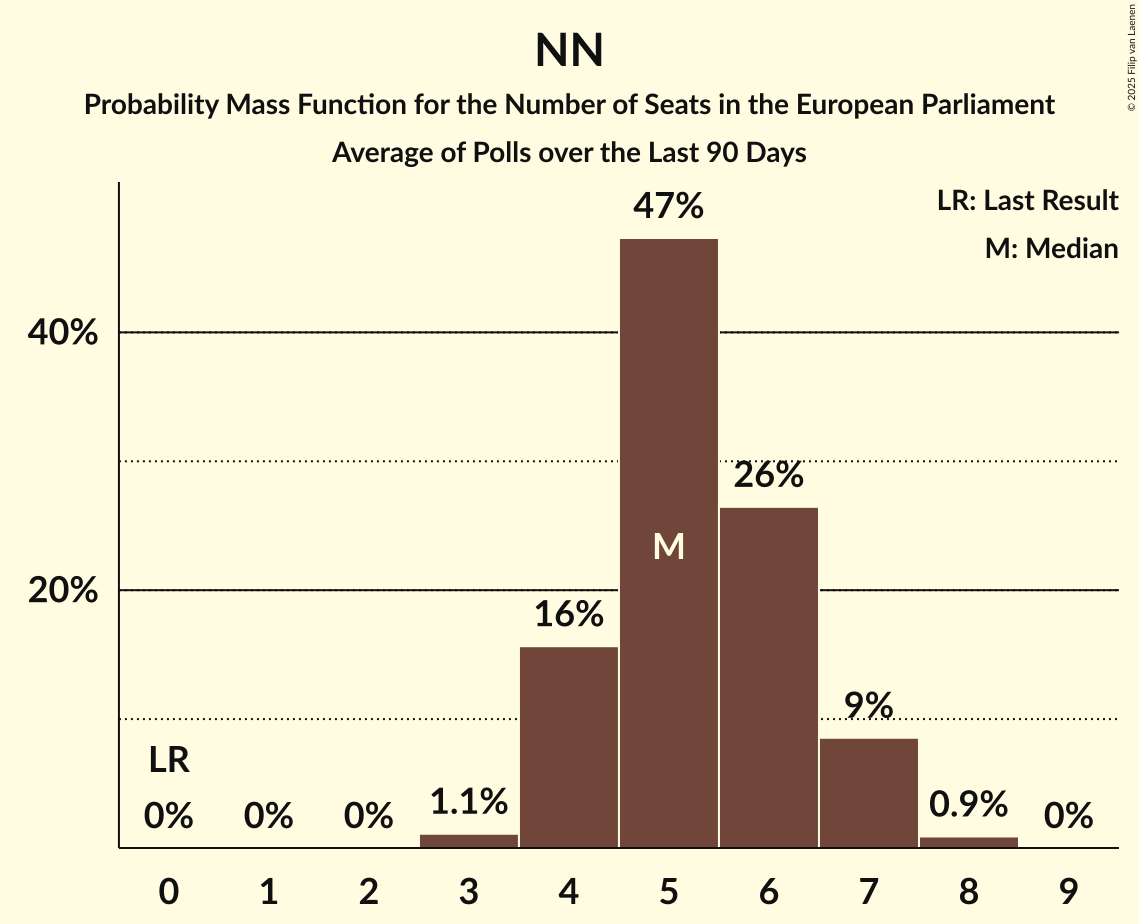 NN
Probability Mass Function for the Number of Seats in the European Parliament
Average of Polls over the Last 90 Days
© 2025 Filip van Laenen
LR: Last Result
M: Median
40%
20%
47%
26%
16%
9%
1.1%
0.9%
0%
0%
0%
0%
LR
M
0 1 2 3 4 5 6 7 8 9